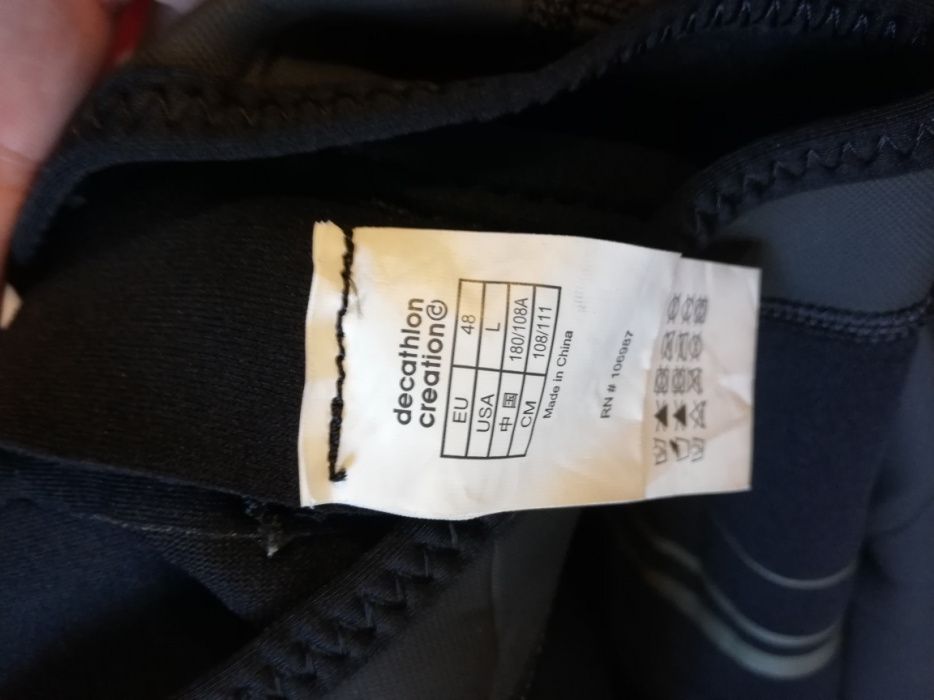 decathlon
creation
EU 48
USA L
中国 180/108A
CM 108/111
Made in China
RN # 106987